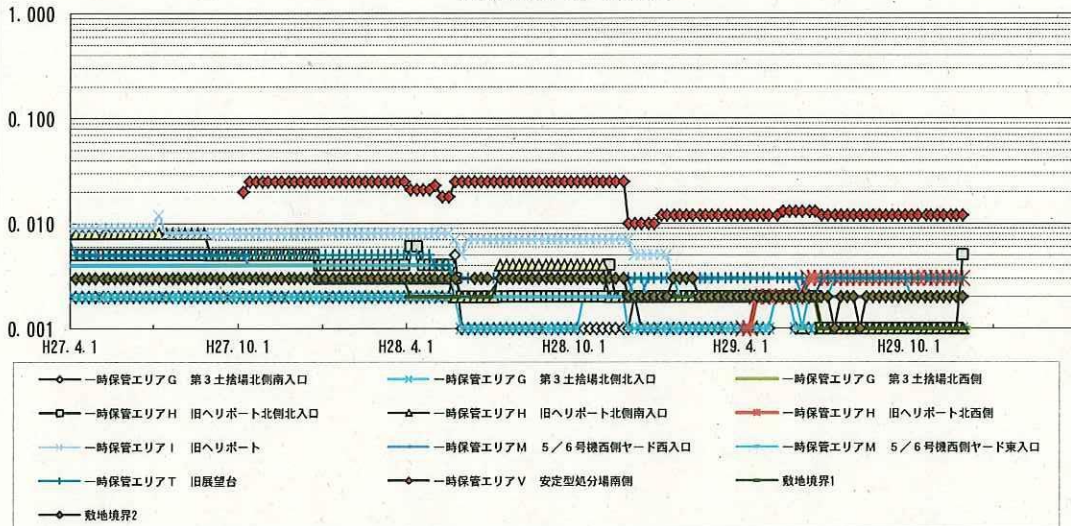 1.000
0.100
0.010
0.001
H27.4.1 H27.10.1 H28.4.1 H28.10.1 H29.4.1 H29.10.1
一時保管エリアG 第3土捨場北側南入口 一時保管エリアG 第3土捨場北側北入口 一時保管エリアG 第3土捨場北西側
一時保管エリアH 旧ヘリポート北側北入口 一時保管エリアH 旧ヘリポート北側南入口 一時保管エリアH 旧ヘリポート北西側
一時保管エリアI 旧ヘリポート 一時保管エリアM 5/6号機西側ヤード西入口 一時保管エリアM 5/6号機西側ヤード東入口
一時保管エリアT 旧展望台 一時保管エリアV 安定型処分場南側 敷地境界1
敷地境界2